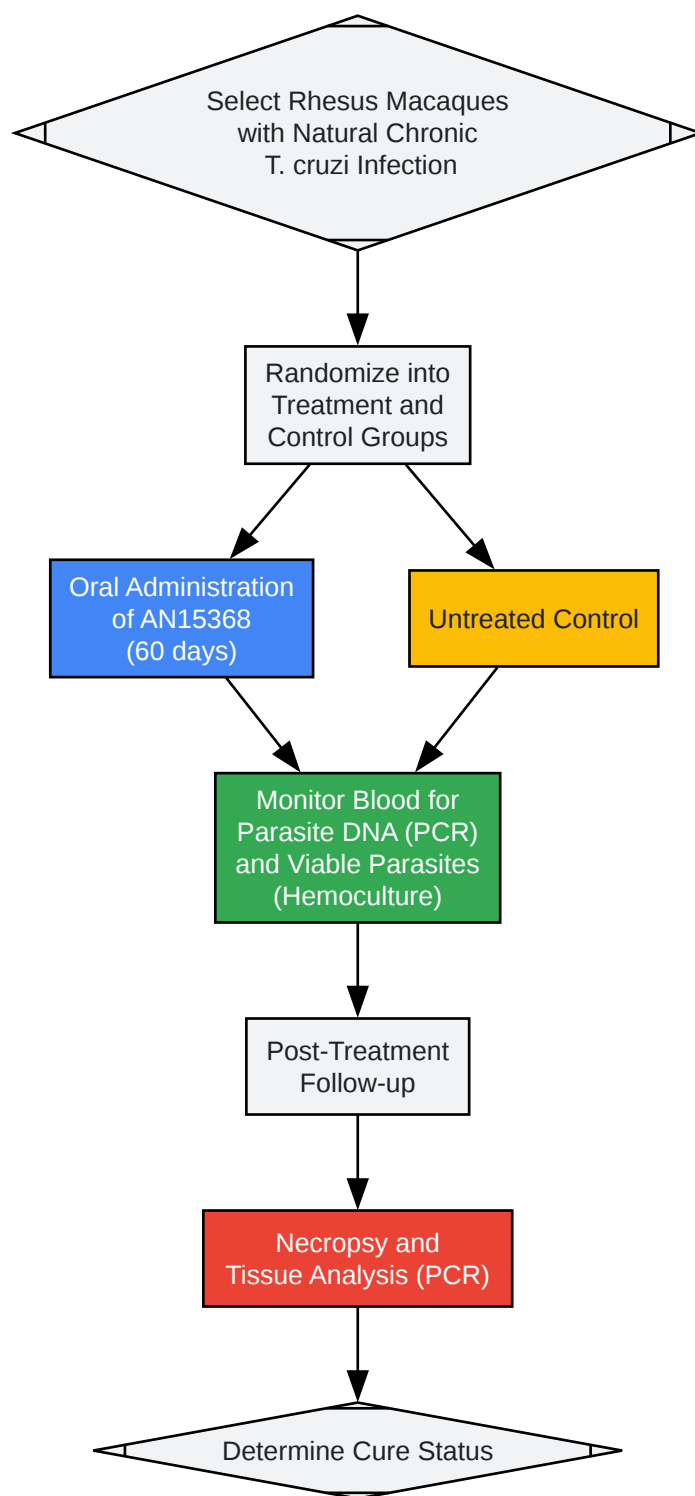 Select Rhesus Macaques
with Natural Chronic
T. cruzi Infection
Randomize into
Treatment and
Control Groups
Oral Administration
of AN15368
(60 days)
Untreated Control
Monitor Blood for
Parasite DNA (PCR)
and Viable Parasites
(Hemoculture)
Post-Treatment
Follow-up
Necropsy and
Tissue Analysis (PCR)
Determine Cure Status